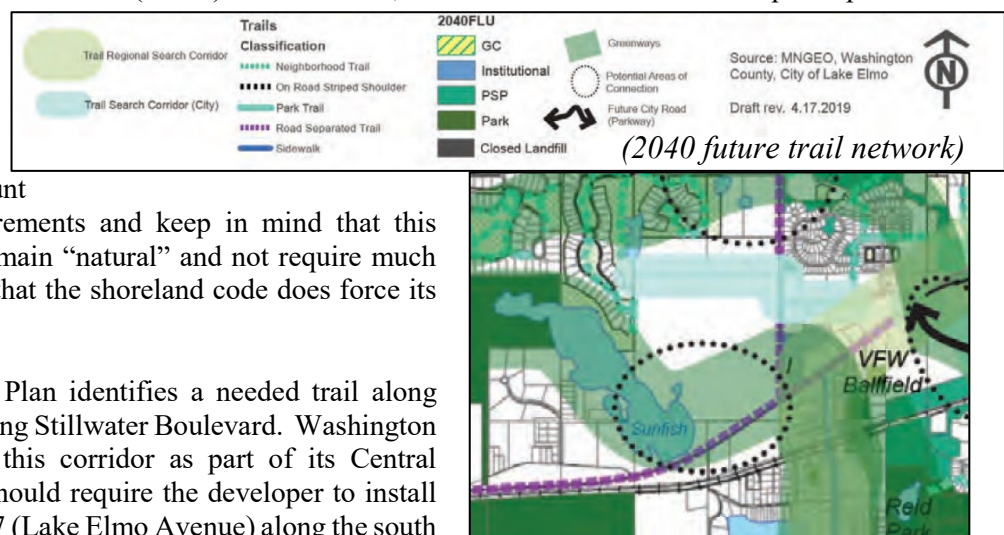 Trail Regional Search Corridor
Trail Search Corridor (City)
Trails
Classification
Neighborhood Trail
On Road Striped Shoulder
Park Trail
Road Separated Trail
Sidewalk
2040FLU
GC
Institutional
PSP
Park
Closed Landfill
Greenways
Potential Areas of
Connection
Future City Road
(Parkway)
Source: MNGEO, Washington
County, City of Lake Elmo
Draft rev. 4.17.2019
N
(2040 future trail network)
unt
rements and keep in mind that this
main “natural” and not require much
that the shoreland code does force its
Plan identifies a needed trail along
ng Stillwater Boulevard. Washington
this corridor as part of its Central
hould require the developer to install
7 (Lake Elmo Avenue) along the south
VFW
Ballfield
Sunfish
Reid
Park